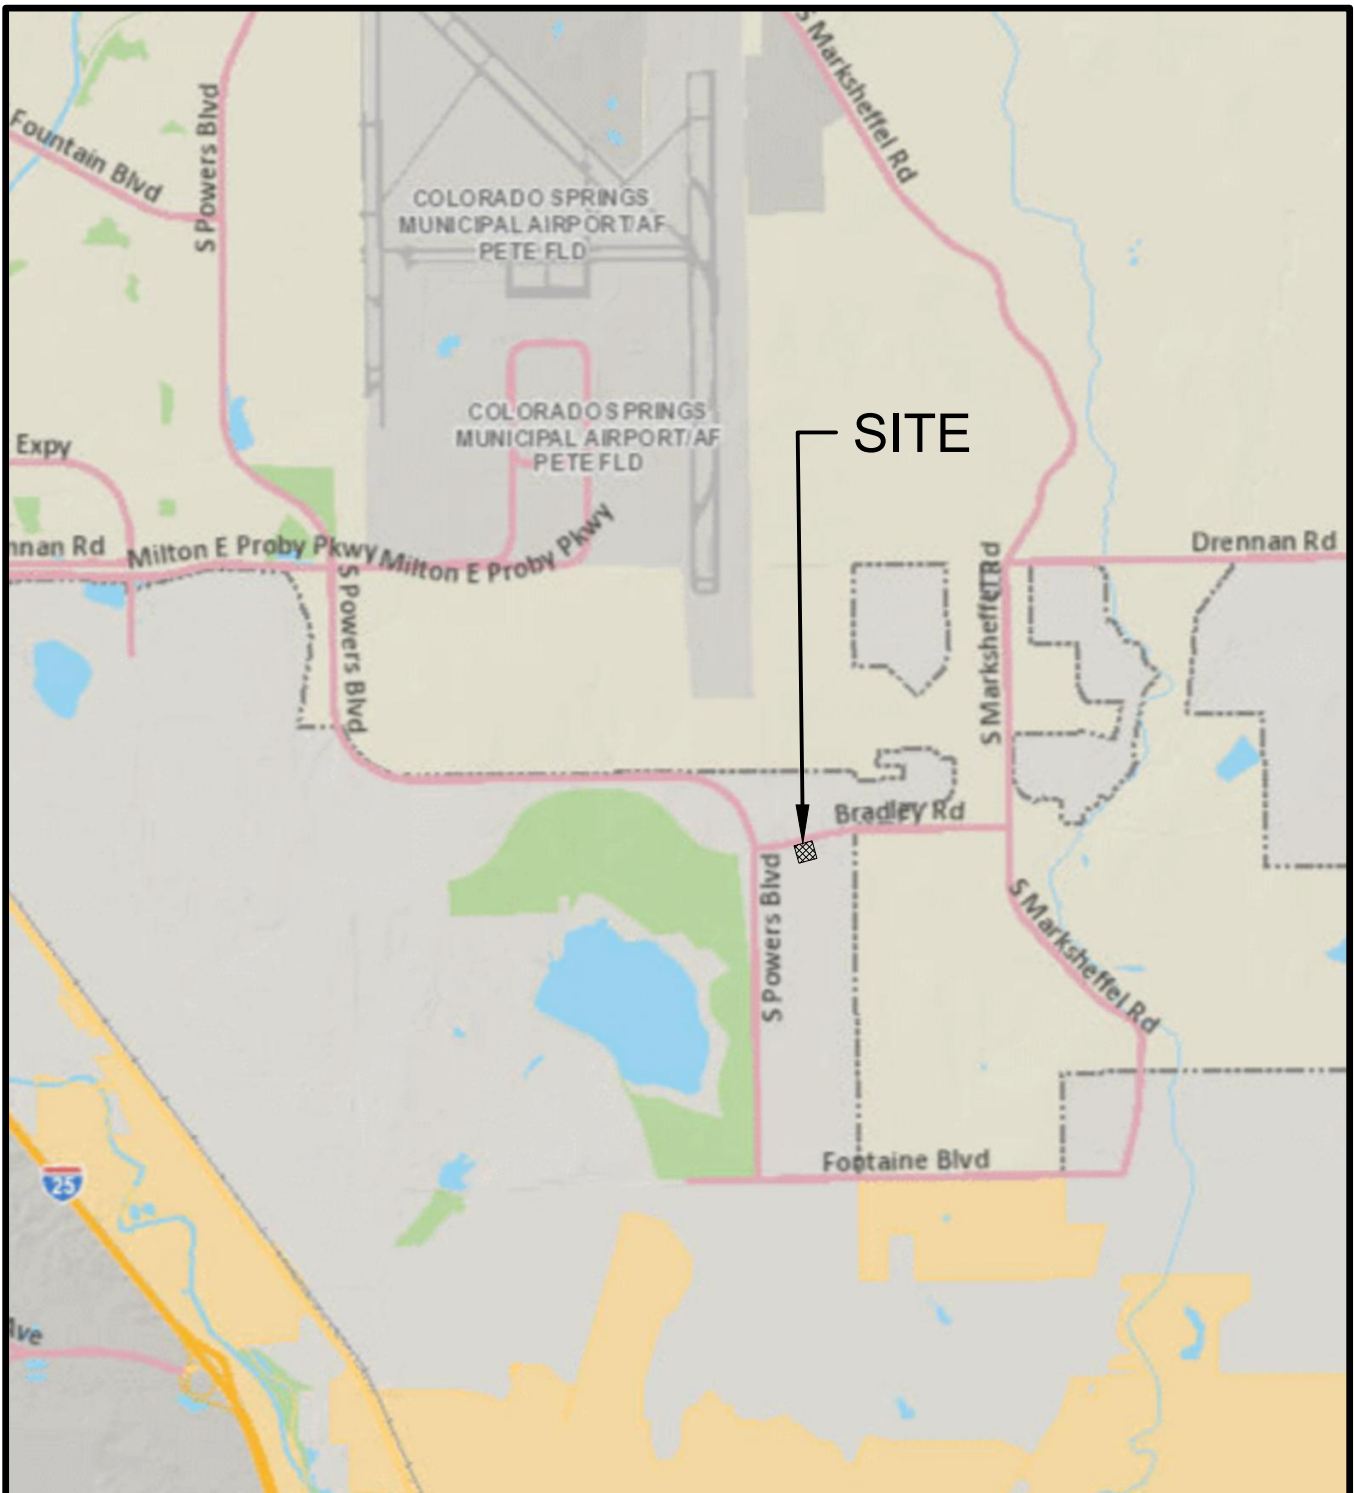 S Marksheffel Rd
S Powers Blvd
Fountain Blvd
COLORADO SPRINGS
MUNICIPAL AIRPORT/AF
PETE FLD
COLORADO SPRINGS
MUNICIPAL AIRPORT/AF
PETE FLD
SITE
Expy
nnan Rd
Milton E Proby Pkwy
Milton E Proby Pkwy
Drennan Rd
S Powers Blvd
S Marksheffel Rd
Bradley Rd
S Powers Blvd
S Marksheffel Rd
Fontaine Blvd
25
Ave